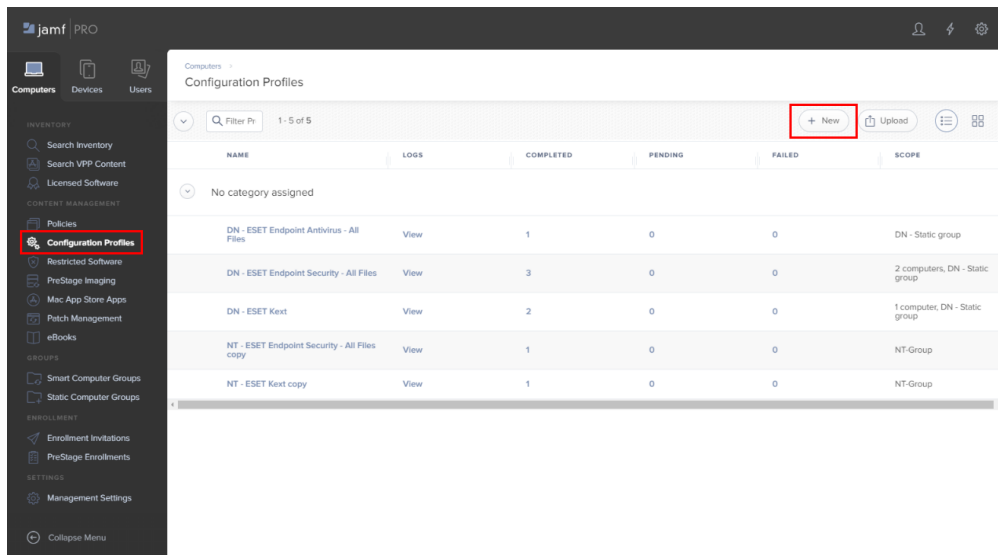 jamf PRO
Computers Devices Users
INVENTORY
Search Inventory
Search VPP Content
Licensed Software
CONTENT MANAGEMENT
Policies
Configuration Profiles
Restricted Software
PreStage Imaging
Mac App Store Apps
Patch Management
eBooks
GROUPS
Smart Computer Groups
Static Computer Groups
ENROLLMENT
Enrollment Invitations
PreStage Enrollments
SETTINGS
Management Settings
Collapse Menu
Computers
Configuration Profiles
Filter Pr 1 - 5 of 5 + New Upload
NAME LOGS COMPLETED PENDING FAILED SCOPE
No category assigned
DN - ESET Endpoint Antivirus - All
Files View 1 0 0 DN - Static group
DN - ESET Endpoint Security - All Files View 3 0 0 2 computers, DN - Static
group
DN - ESET Kext View 2 0 0 1 computer, DN - Static
group
NT - ESET Endpoint Security - All Files
copy View 1 0 0 NT-Group
NT - ESET Kext copy View 1 0 0 NT-Group